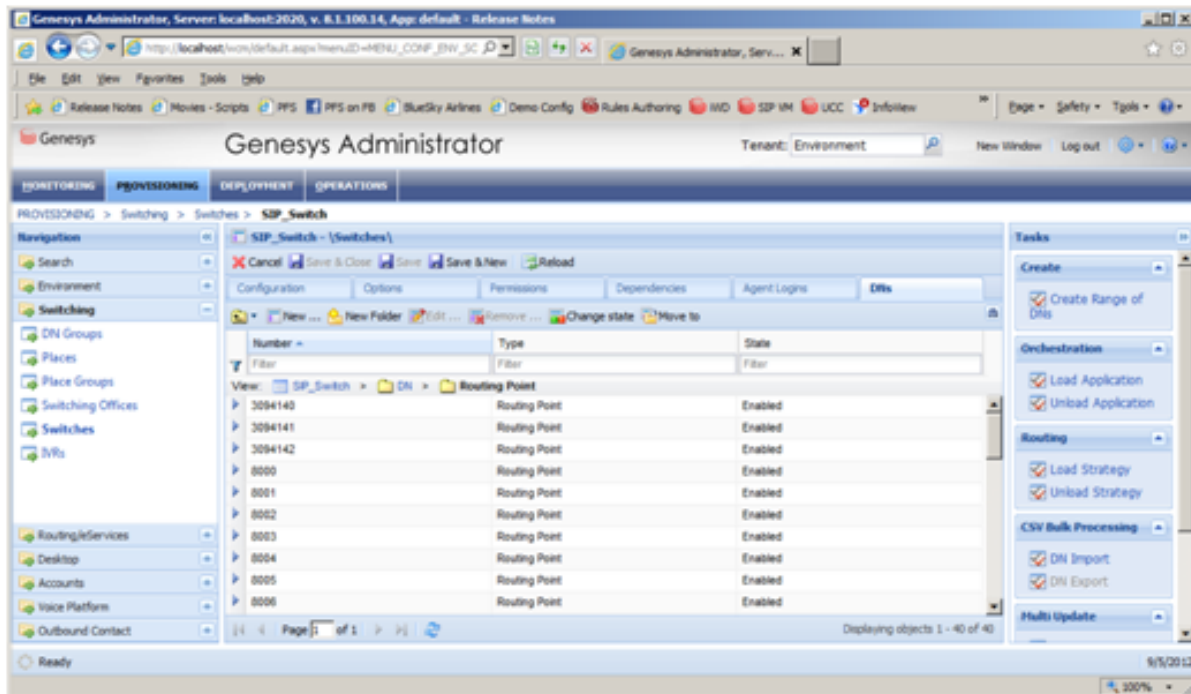 Genesys Administrator, Server: localhost:2020, v. 8.1.100.14, App: default - Release Notes
http://localhost/wcm/default.aspx?menuID=MENU_CONF_ENV_SC
Genesys Administrator, Serv...
File Edit View Favorites Tools Help
Release Notes Movies - Scripts PFS PFS on FB BlueSky Airlines Demo Config Rules Authoring IWD SIP VM UCC InfoView Page Safety Tools
Genesys
Genesys Administrator
Tenant: Environment
New Window Log out
MONITORING PROVISIONING DEPLOYMENT OPERATIONS
PROVISIONING > Switching > Switches > SIP_Switch
Navigation
Search
Environment
Switching
DN Groups
Places
Place Groups
Switching Offices
Switches
IVRs
Routing/eServices
Desktop
Accounts
Voice Platform
Outbound Contact
SIP_Switch - \Switches\
Cancel Save & Close Save Save & New Reload
Configuration Options Permissions Dependencies Agent Logins DNs
New ... New Folder Edit ... Remove ... Change state Move to
Number Type State
Filter Filter Filter
View: SIP_Switch > DN > Routing Point
3094140 Routing Point Enabled
3094141 Routing Point Enabled
3094142 Routing Point Enabled
8000 Routing Point Enabled
8001 Routing Point Enabled
8002 Routing Point Enabled
8003 Routing Point Enabled
8004 Routing Point Enabled
8005 Routing Point Enabled
8006 Routing Point Enabled
Page 1 of 1
Displaying objects 1 - 40 of 40
Tasks
Create
Create Range of
DNs
Orchestration
Load Application
Unload Application
Routing
Load Strategy
Unload Strategy
CSV Bulk Processing
DN Import
DN Export
Multi Update
Ready
9/5/2012
100%